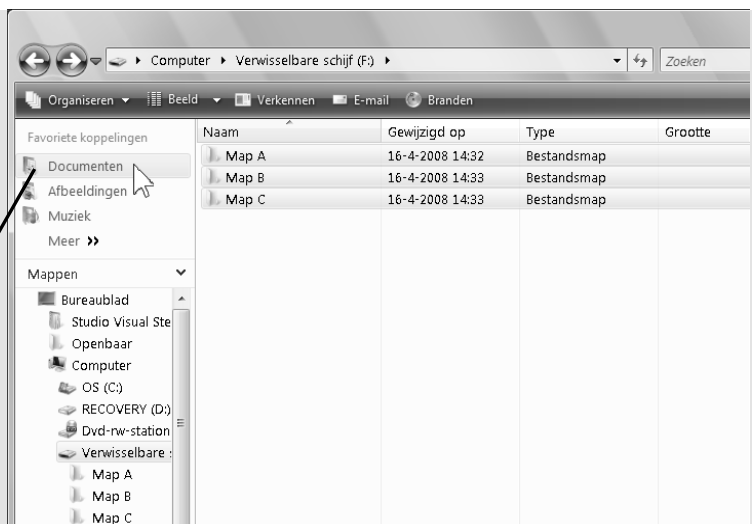 Computer Verwisselbare schijf (F:) Zoeken
Organiseren Beeld Verkennen E-mail Branden
Favoriete koppelingen
Documenten
Afbeeldingen
Muziek
Meer
Mappen
Bureaublad
Studio Visual Ste
Openbaar
Computer
OS (C:)
RECOVERY (D:)
Dvd-rw-station
Verwisselbare s
Map A
Map B
Map C
Naam Gewijzigd op Type Grootte
Map A 16-4-2008 14:32 Bestandsmap
Map B 16-4-2008 14:33 Bestandsmap
Map C 16-4-2008 14:33 Bestandsmap